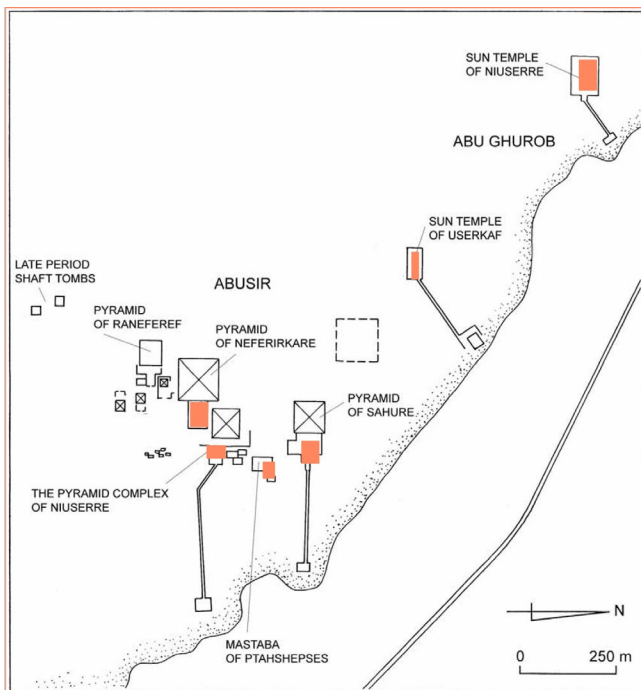 SUN TEMPLE
OF NIUSERRE
ABU GHUROB
SUN TEMPLE
OF USERKAF
LATE PERIOD
SHAFT TOMBS
ABUSIR
PYRAMID
OF RANEFEREF
PYRAMID
OF NEFERIRKARE
PYRAMID
OF SAHURE
THE PYRAMID COMPLEX
OF NIUSERRE
MASTABA
OF PTAHSHEPSES
N
0 250 m